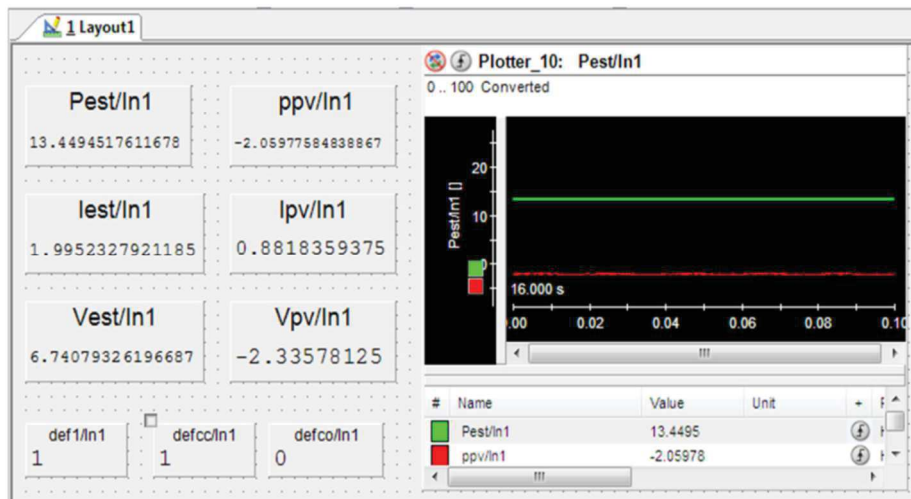 1 Layout1
Pest/In1
13.4494517611678
ppv/In1
-2.05977584838867
Iest/In1
1.9952327921185
Ipv/In1
0.8818359375
Vest/In1
6.74079326196687
Vpv/In1
-2.33578125
def1/In1
1
defcc/In1
1
defco/In1
0
Plotter_10: Pest/In1
0 .. 100 Converted
Pest/In1 []
20
10
0
16.000 s
.00 0.02 0.04 0.06 0.08 0.10
# Name Value Unit +
Pest/In1 13.4495
ppv/In1 -2.05978